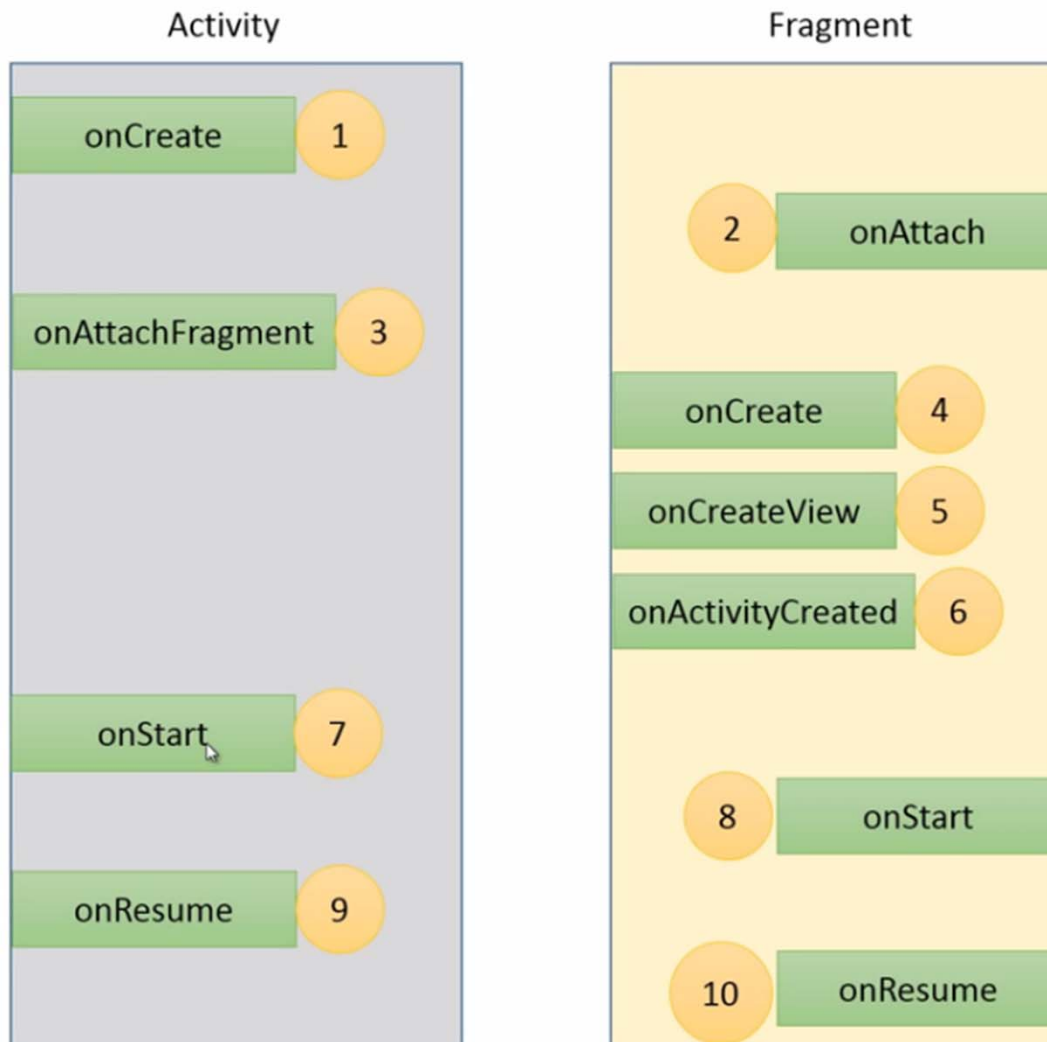 Activity
Fragment
onCreate
1
2
onAttach
onAttachFragment
3
onCreate
4
onCreateView
5
onActivityCreated
6
onStart
7
8
onStart
onResume
9
10
onResume